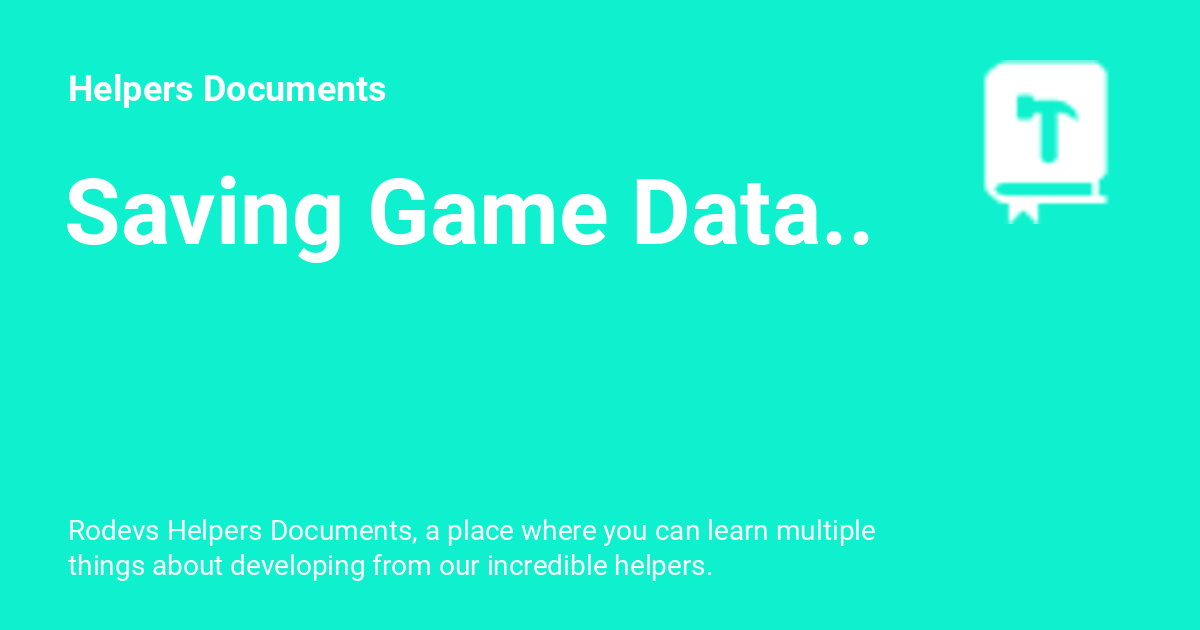 Helpers Documents
Saving Game Data..
Rodevs Helpers Documents, a place where you can learn multiple
things about developing from our incredible helpers.